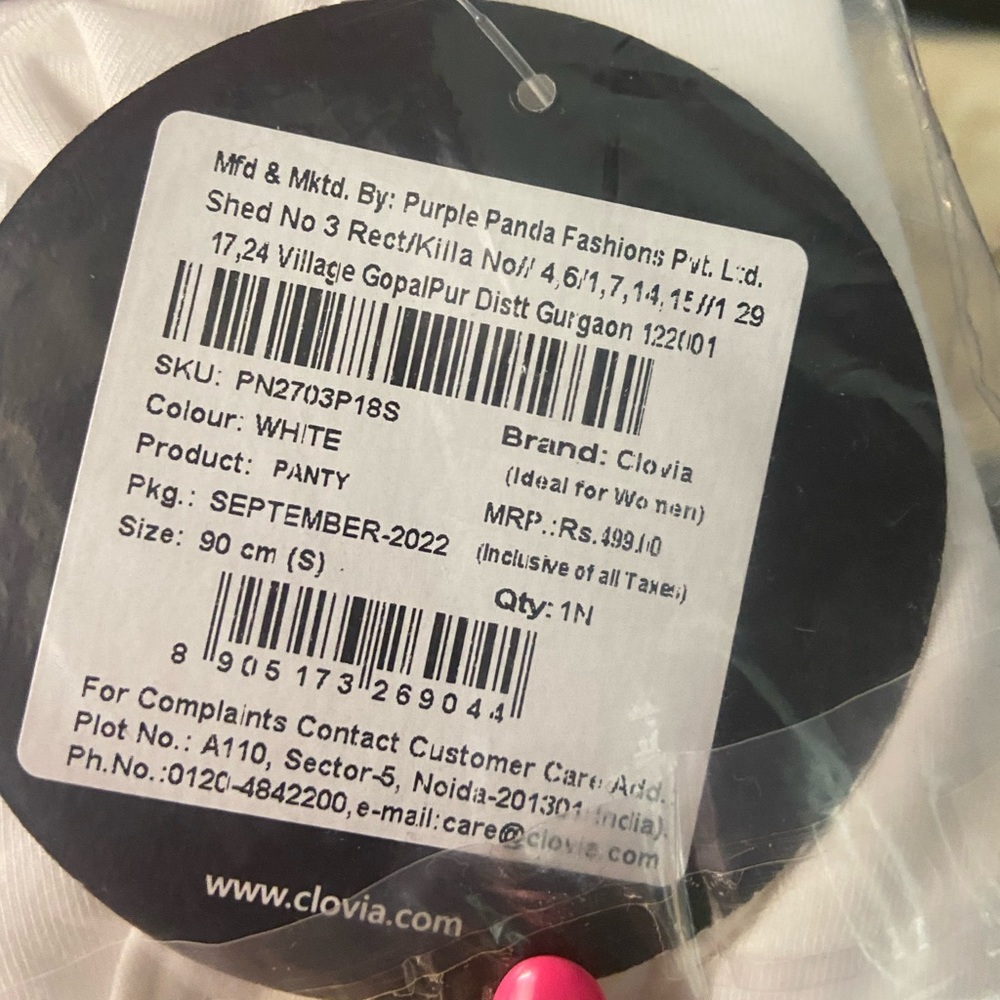 Mfd & Mktd. By: Purple Panda Fashions Pvt. Ltd.
Shed No 3 Rect/Killa No// 4,6/1,7,14,15//1 29
17,24 Village GopalPur Distt Gurgaon 122001
SKU: PN2703P18S
Colour: WHITE
Product: PANTY
Pkg.: SEPTEMBER-2022
Size: 90 cm (S)
Brand: Clovia
(Ideal for Women)
MRP.:Rs.499.00
(Inclusive of all Taxes)
Qty: 1N
8 905173 269044
For Complaints Contact Customer Care Add.
Plot No.: A110, Sector-5, Noida-201301 India).
Ph.No.:0120-4842200, e-mail:care@clovia.com
www.clovia.com